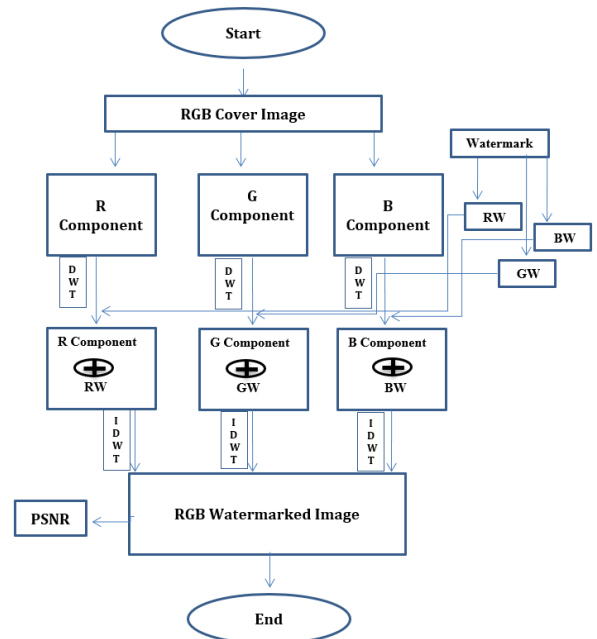 Start
RGB Cover Image
Watermark
R
Component
G
Component
B
Component
RW
BW
GW
D
W
T
D
W
T
D
W
T
R Component
RW
G Component
GW
B Component
BW
I
D
W
T
I
D
W
T
I
D
W
T
PSNR
RGB Watermarked Image
End